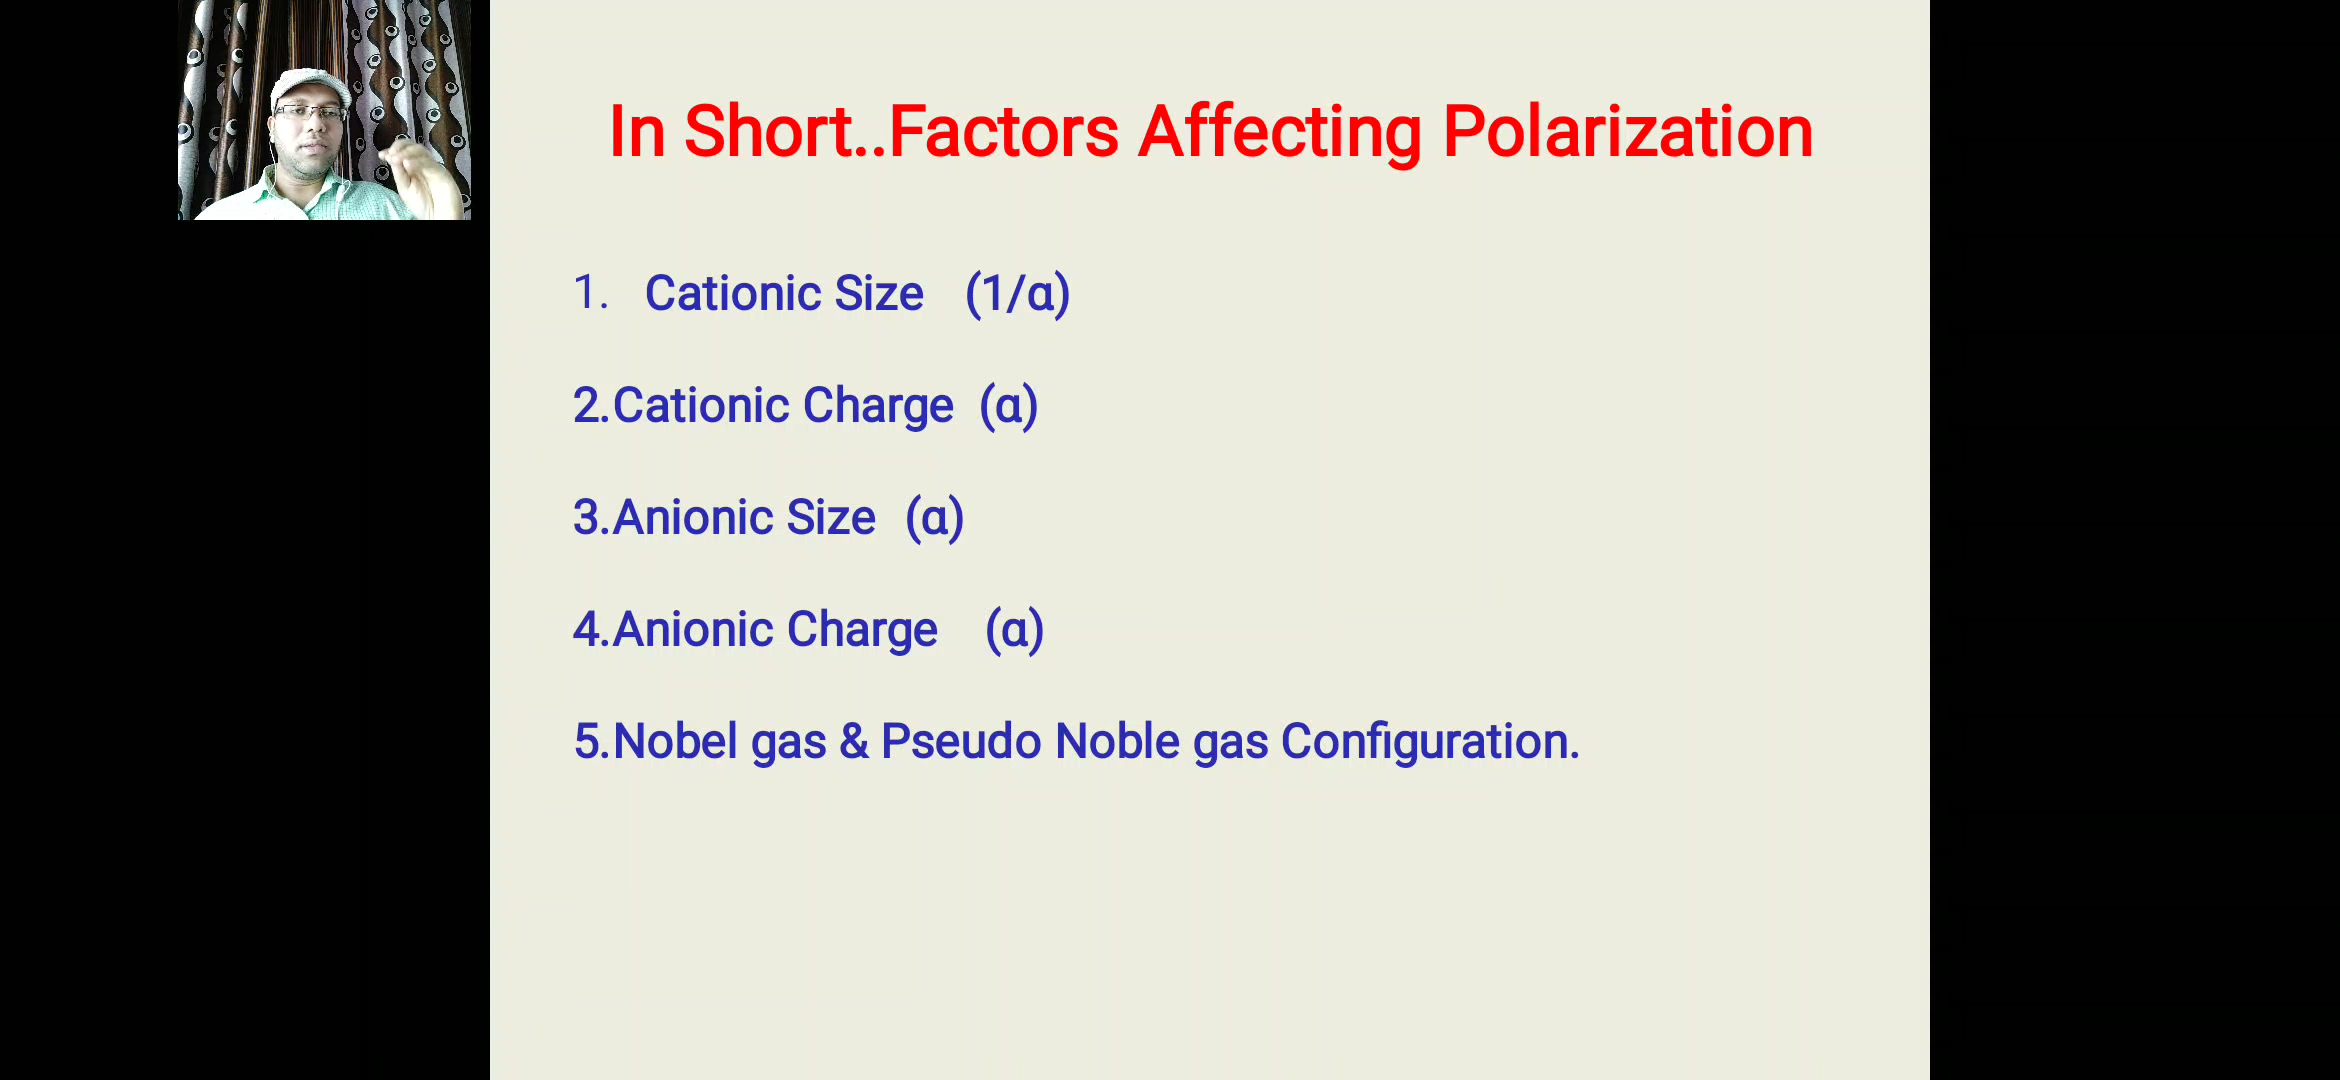 In Short..Factors Affecting Polarization
1. Cationic Size (1/α)
2.Cationic Charge (α)
3.Anionic Size (α)
4.Anionic Charge (α)
5.Nobel gas & Pseudo Noble gas Configuration.